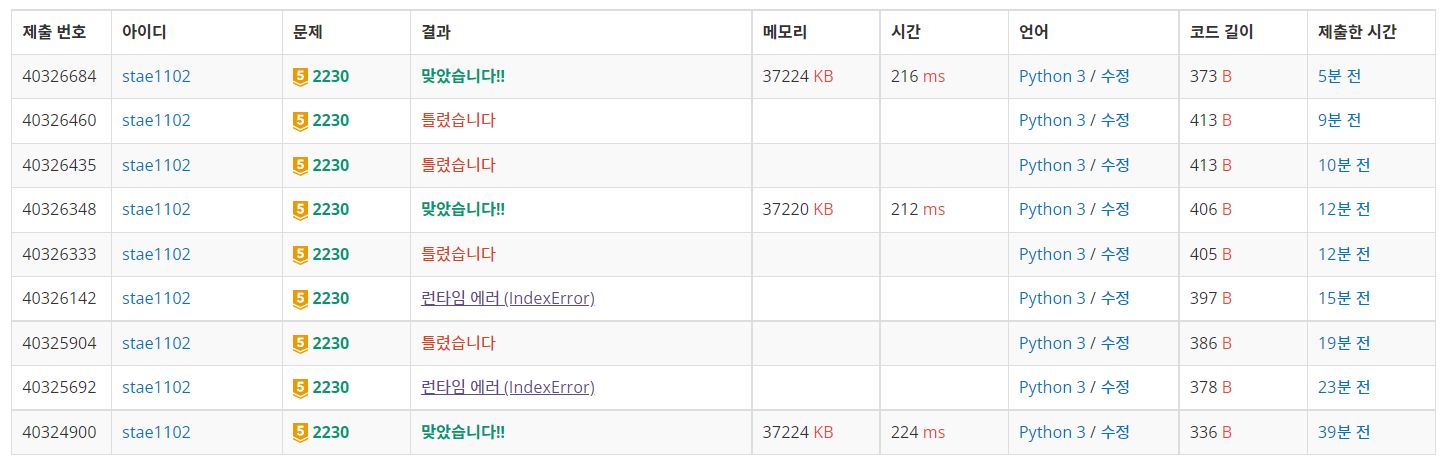 제출 번호 아이디 문제 결과 메모리 시간 언어 코드 길이 제출한 시간
40326684 stae1102 5 2230 맞았습니다!! 37224 KB 216 ms Python 3 / 수정 373 B 5분 전
40326460 stae1102 5 2230 틀렸습니다 Python 3 / 수정 413 B 9분 전
40326435 stae1102 5 2230 틀렸습니다 Python 3 / 수정 413 B 10분 전
40326348 stae1102 5 2230 맞았습니다!! 37220 KB 212 ms Python 3 / 수정 406 B 12분 전
40326333 stae1102 5 2230 틀렸습니다 Python 3 / 수정 405 B 12분 전
40326142 stae1102 5 2230 런타임 에러 (IndexError) Python 3 / 수정 397 B 15분 전
40325904 stae1102 5 2230 틀렸습니다 Python 3 / 수정 386 B 19분 전
40325692 stae1102 5 2230 런타임 에러 (IndexError) Python 3 / 수정 378 B 23분 전
40324900 stae1102 5 2230 맞았습니다!! 37224 KB 224 ms Python 3 / 수정 336 B 39분 전